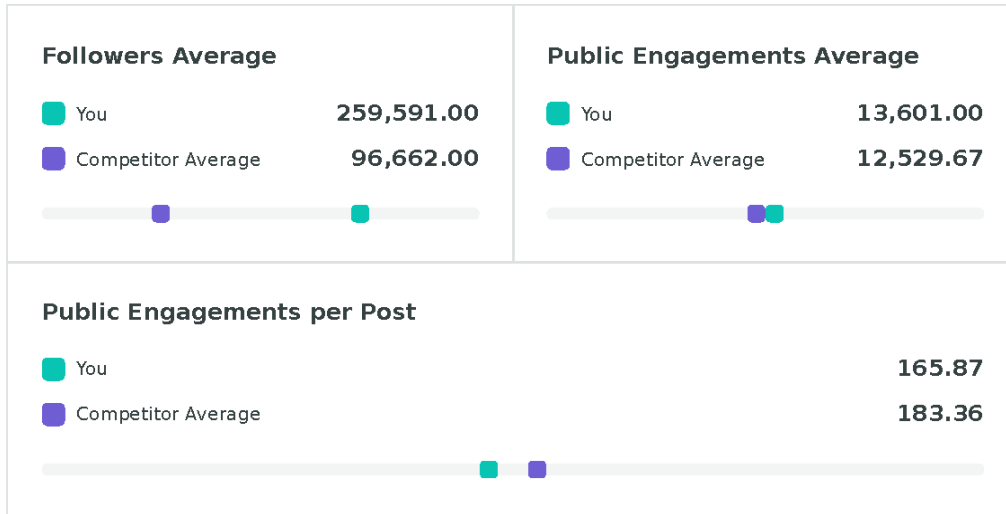 Followers Average
You 259,591.00
Competitor Average 96,662.00
Public Engagements Average
You 13,601.00
Competitor Average 12,529.67
Public Engagements per Post
You 165.87
Competitor Average 183.36